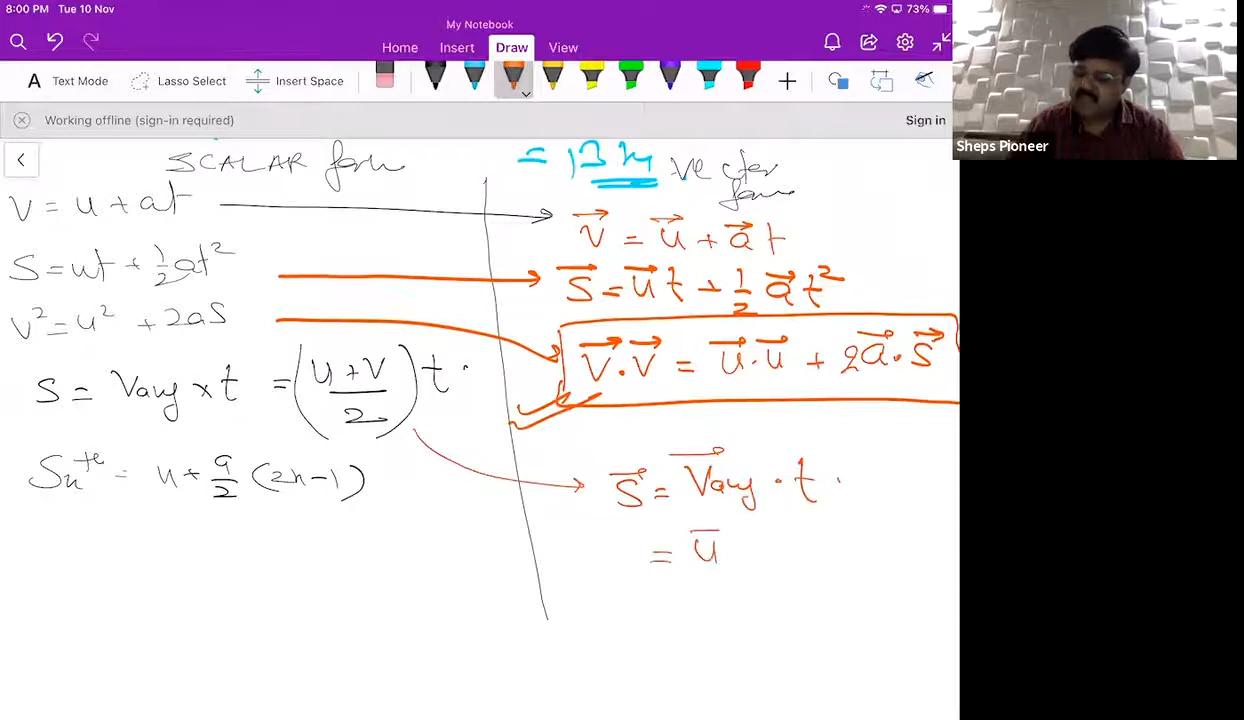 8:00 PM Tue 10 Nov
73%
My Notebook
Home Insert Draw View
A Text Mode Lasso Select Insert Space
Working offline (sign-in required) Sign in
Sheps Pioneer
= 13 m
SCALAR form
vector form
V = u + at
S = ut + 1/2 at²
V² = u² + 2aS
S = Vavg × t = (u + V / 2) t
Snth = u + a/2 (2n - 1)
V⃗ = u⃗ + a⃗ t
S⃗ = u⃗ t + 1/2 a⃗ t²
V⃗ · V⃗ = u⃗ · u⃗ + 2a⃗ · S⃗
S⃗ = V⃗avg · t
= u̅